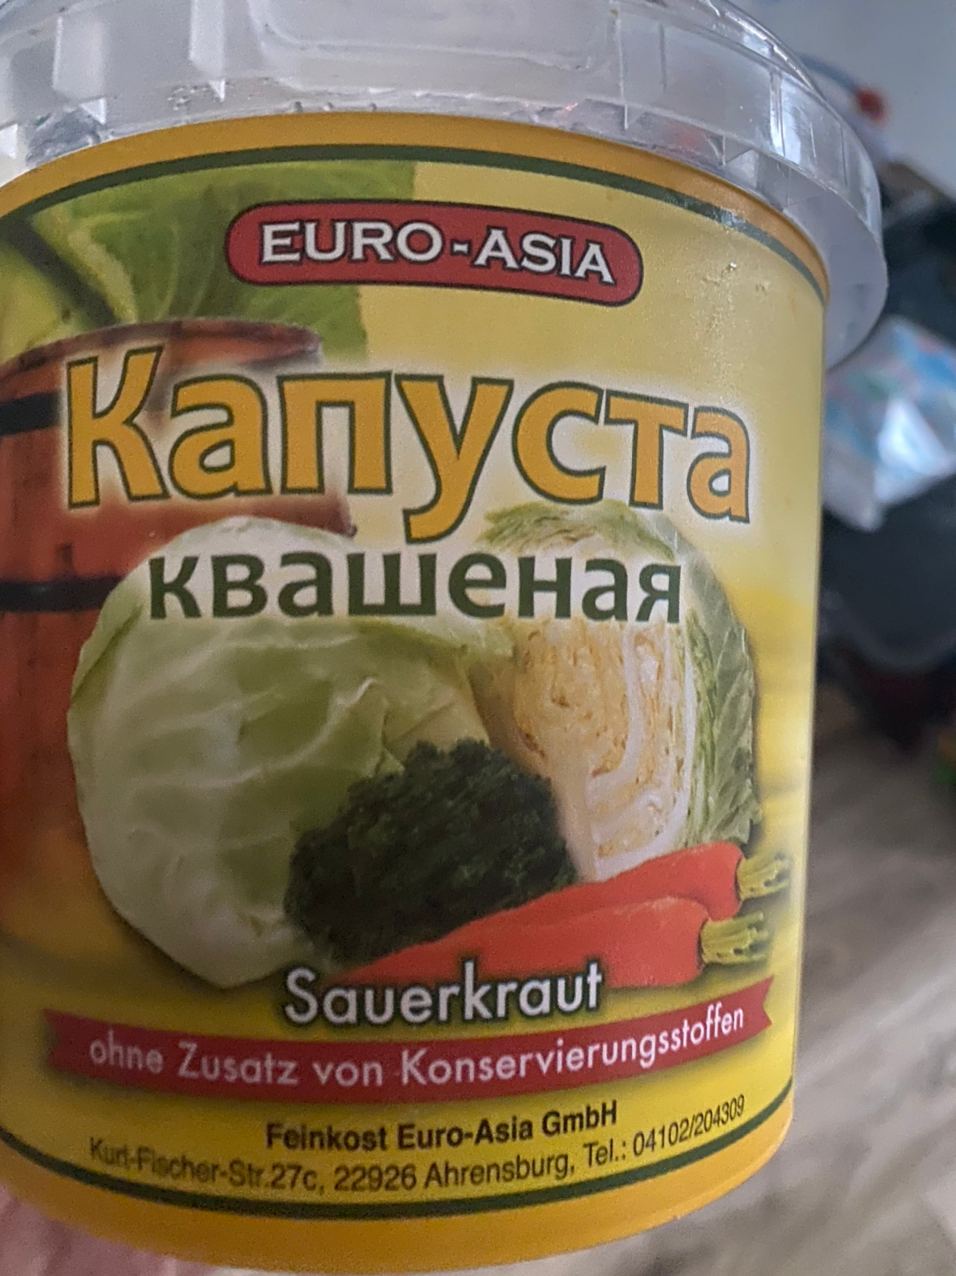 EURO-ASIA
Капуста
квашеная
Sauerkraut
ohne Zusatz von Konservierungsstoffen
Feinkost Euro-Asia GmbH
Kurt-Fischer-Str.27c, 22926 Ahrensburg, Tel.: 04102/204309